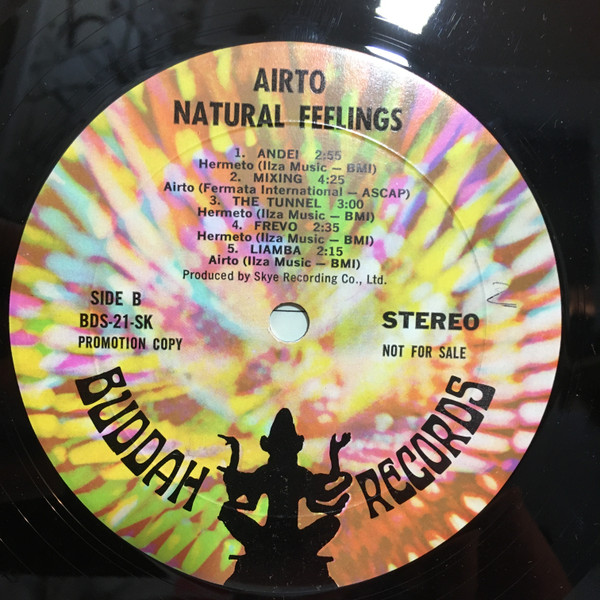 AIRTO
NATURAL FEELINGS
1. ANDEI 2:55
Hermeto (Ilza Music — BMI)
2. MIXING 4:25
Airto (Fermata International — ASCAP)
3. THE TUNNEL 3:00
Hermeto (Ilza Music — BMI)
4. FREVO 2:35
Hermeto (Ilza Music — BMI)
5. LIAMBA 2:15
Airto (Ilza Music — BMI)
Produced by Skye Recording Co., Ltd.
SIDE B
BDS-21-SK
PROMOTION COPY
STEREO
NOT FOR SALE
BUDDAH RECORDS